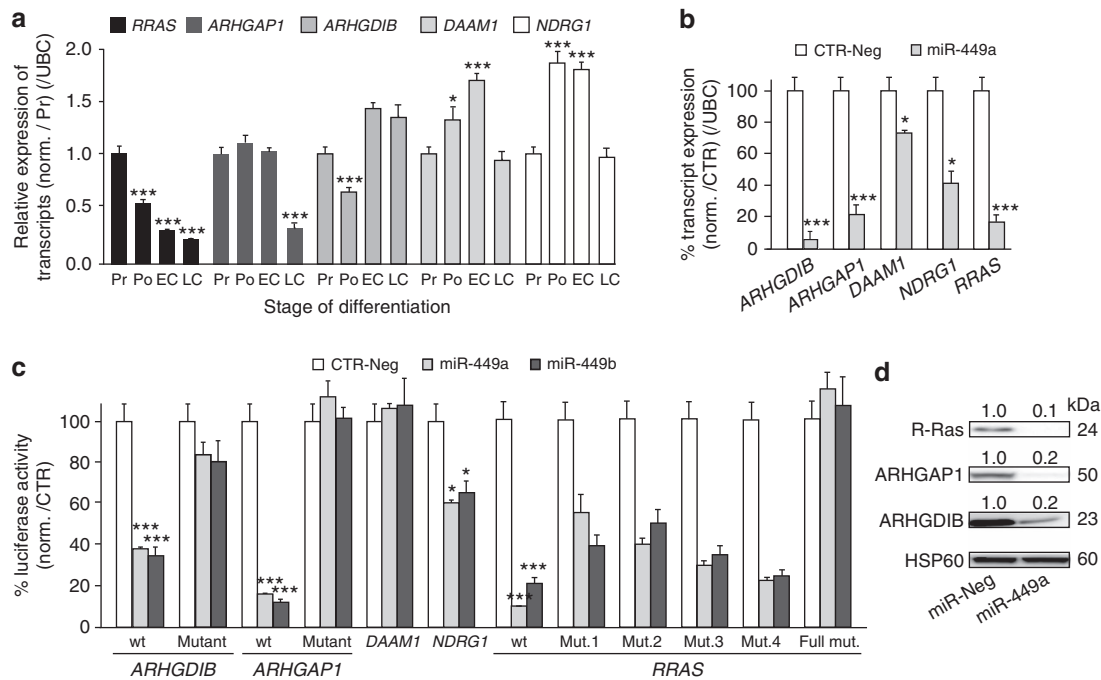 a
RRAS ARHGAP1 ARHGDIB DAAM1 NDRG1
Relative expression of
transcripts (norm. / Pr) (/UBC)
2.0
1.5
1.0
0.5
0.0
*** *** *** *** *** * *** *** ***
Pr Po EC LC Pr Po EC LC Pr Po EC LC Pr Po EC LC Pr Po EC LC
Stage of differentiation
b
CTR-Neg miR-449a
% transcript expression
(norm. /CTR) (/UBC)
100
80
60
40
20
0
*** *** * * ***
ARHGDIB ARHGAP1 DAAM1 NDRG1 RRAS
c
CTR-Neg miR-449a miR-449b
% luciferase activity
(norm. /CTR)
100
80
60
40
20
0
*** *** *** *** * * *** ***
wt Mutant wt Mutant DAAM1 NDRG1 wt Mut.1 Mut.2 Mut.3 Mut.4 Full mut.
ARHGDIB ARHGAP1 RRAS
d
kDa
1.0 0.1
R-Ras 24
1.0 0.2
ARHGAP1 50
1.0 0.2
ARHGDIB 23
HSP60 60
miR-Neg miR-449a